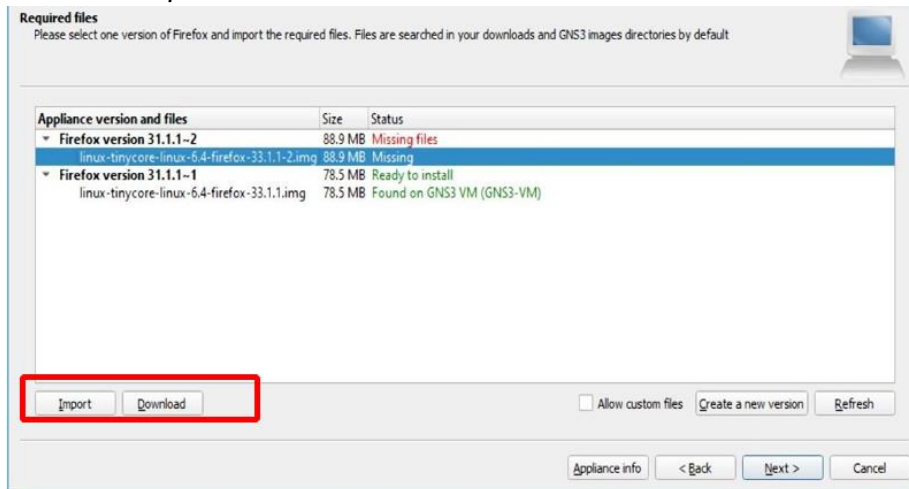 Required files
Please select one version of Firefox and import the required files. Files are searched in your downloads and GNS3 images directories by default
Appliance version and files Size Status
Firefox version 31.1.1~2 88.9 MB Missing files
linux-tinycore-linux-6.4-firefox-33.1.1-2.img 88.9 MB Missing
Firefox version 31.1.1~1 78.5 MB Ready to install
linux-tinycore-linux-6.4-firefox-33.1.1.img 78.5 MB Found on GNS3 VM (GNS3-VM)
Import Download Allow custom files Create a new version Refresh
Appliance info < Back Next > Cancel